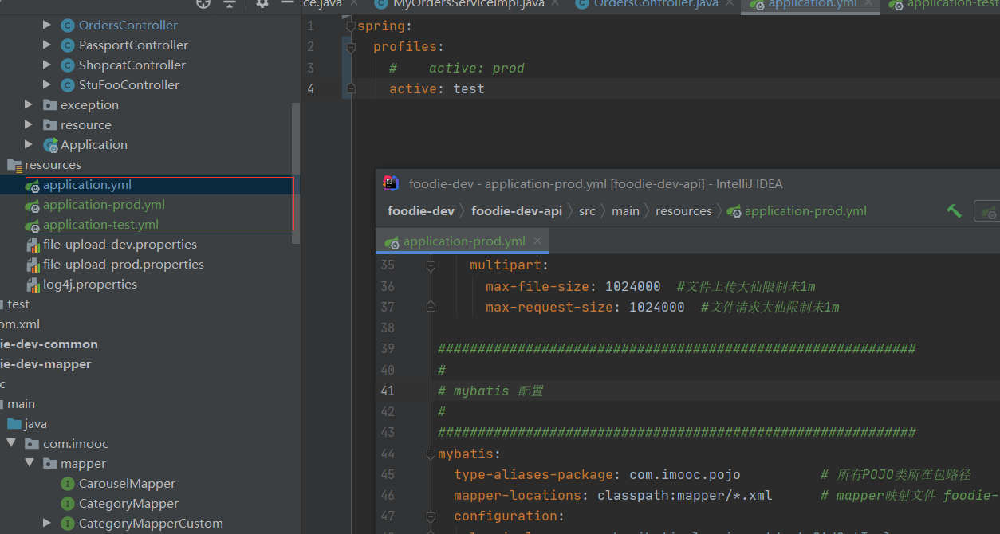 ce.java
MyOrdersServiceImpl.java
OrdersController.java
application.yml
application-test
OrdersController
PassportController
ShopcatController
StuFooController
exception
resource
Application
resources
application.yml
application-prod.yml
application-test.yml
file-upload-dev.properties
file-upload-prod.properties
log4j.properties
test
om.xml
ie-dev-common
ie-dev-mapper
c
main
java
com.imooc
mapper
CarouselMapper
CategoryMapper
CategoryMapperCustom
1 spring:
2 profiles:
3 # active: prod
4 active: test
foodie-dev - application-prod.yml [foodie-dev-api] - IntelliJ IDEA
foodie-dev 〉 foodie-dev-api 〉 src 〉 main 〉 resources 〉 application-prod.yml
application-prod.yml
35 multipart:
36 max-file-size: 1024000 #文件上传大仙限制未1m
37 max-request-size: 1024000 #文件请求大仙限制未1m
38
39 ############################################################
40 #
41 # mybatis 配置
42 #
43 ############################################################
44 mybatis:
45 type-aliases-package: com.imooc.pojo # 所有POJO类所在包路径
46 mapper-locations: classpath:mapper/*.xml # mapper映射文件 foodie-
47 configuration: